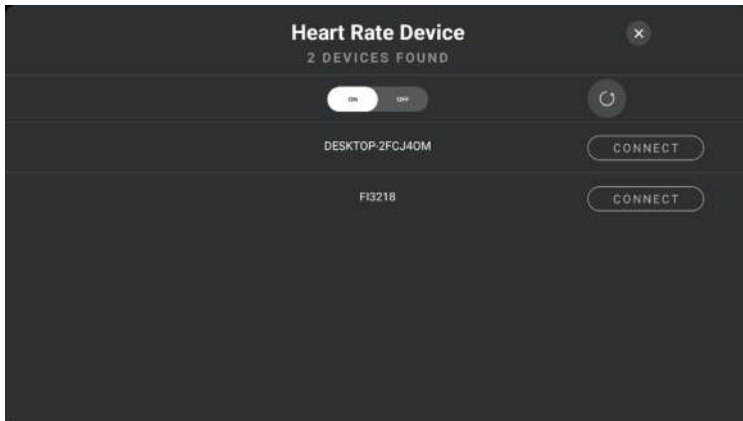 Heart Rate Device
2 DEVICES FOUND
ON OFF
DESKTOP-2FCJ4OM CONNECT
FI3218 CONNECT